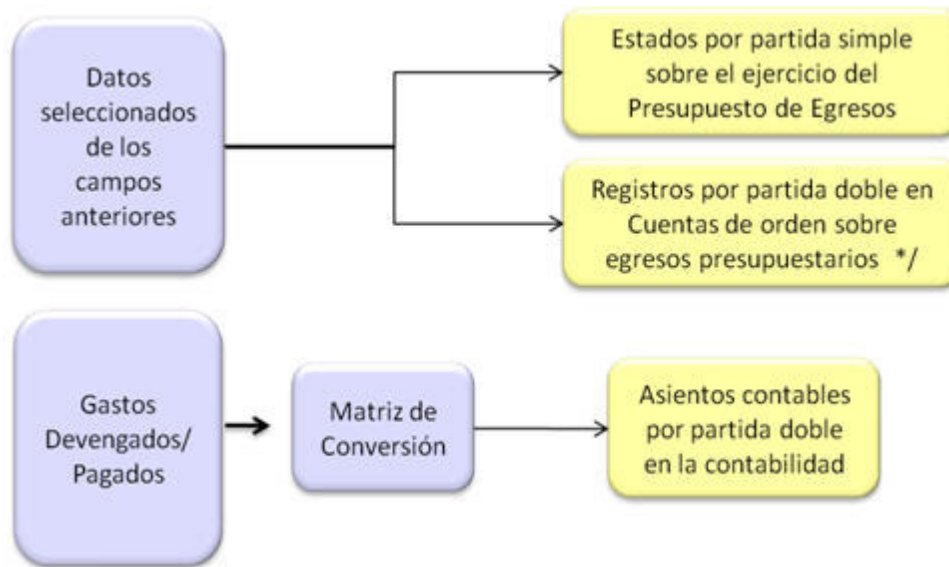 Datos
seleccionados
de los
campos
anteriores
Estados por partida simple
sobre el ejercicio del
Presupuesto de Egresos
Registros por partida doble en
Cuentas de orden sobre
egresos presupuestarios */
Gastos
Devengados/
Pagados
Matriz de
Conversión
Asientos contables
por partida doble
en la contabilidad